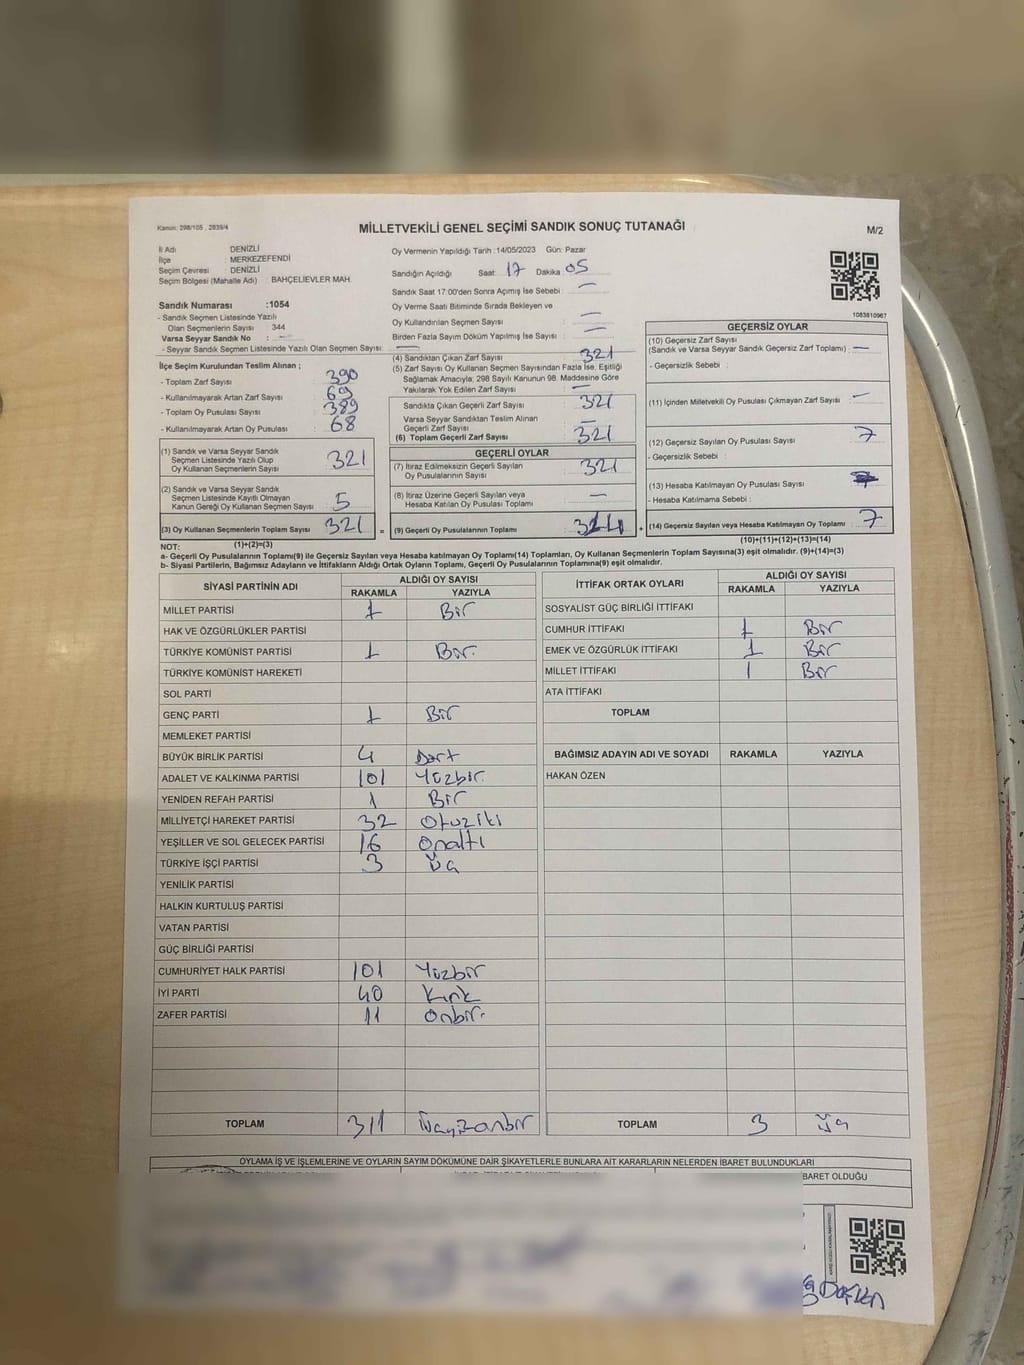 Kanun: 298/105 , 2839/4
MİLLETVEKİLİ GENEL SEÇİMİ SANDIK SONUÇ TUTANAĞI
M/2
İl Adı DENİZLİ
İlçe : MERKEZEFENDİ
Seçim Çevresi DENİZLİ
Seçim Bölgesi (Mahalle Adı) : BAHÇELİEVLER MAH.
Sandık Numarası :1054
- Sandık Seçmen Listesinde Yazılı
Olan Seçmenlerin Sayısı : 344
Varsa Seyyar Sandık No : —
- Seyyar Sandık Seçmen Listesinde Yazılı Olan Seçmen Sayısı: —
İlçe Seçim Kurulundan Teslim Alınan ;
- Toplam Zarf Sayısı : 390
- Kullanılmayarak Artan Zarf Sayısı : 69
- Toplam Oy Pusulası Sayısı : 389
- Kullanılmayarak Artan Oy Pusulası : 68
(1) Sandık ve Varsa Seyyar Sandık
Seçmen Listesinde Yazılı Olup
Oy Kullanan Seçmenlerin Sayısı 321
(2) Sandık ve Varsa Seyyar Sandık
Seçmen Listesinde Kayıtlı Olmayan
Kanun Gereği Oy Kullanan Seçmen Sayısı 5
(3) Oy Kullanan Seçmenlerin Toplam Sayısı 321 =
(1)+(2)=(3)
Oy Vermenin Yapıldığı Tarih :14/05/2023 Gün: Pazar
Sandığın Açıldığı Saat: 17 Dakika: 05
Sandık Saat 17:00'den Sonra Açımış İse Sebebi : —
Oy Verme Saati Bitiminde Sırada Bekleyen ve
Oy Kullandırılan Seçmen Sayısı : —
Birden Fazla Sayım Döküm Yapılmış İse Sayısı : —
(4) Sandıktan Çıkan Zarf Sayısı 321
(5) Zarf Sayısı Oy Kullanan Seçmen Sayısından Fazla İse, Eşitliği
Sağlamak Amacıyla; 298 Sayılı Kanunun 98. Maddesine Göre
Yakılarak Yok Edilen Zarf Sayısı : —
Sandıkta Çıkan Geçerli Zarf Sayısı : 321
Varsa Seyyar Sandıktan Teslim Alınan
Geçerli Zarf Sayısı : —
(6) Toplam Geçerli Zarf Sayısı : 321
GEÇERLİ OYLAR
(7) İtiraz Edilmeksizin Geçerli Sayılan
Oy Pusulalarının Sayısı : 321
(8) İtiraz Üzerine Geçerli Sayılan veya
Hesaba Katılan Oy Pusulası Toplamı : —
(9) Geçerli Oy Pusulalarının Toplamı : +
1083810967
GEÇERSİZ OYLAR
(10) Geçersiz Zarf Sayısı
(Sandık ve Varsa Seyyar Sandık Geçersiz Zarf Toplamı) : —
- Geçersizlik Sebebi :
(11) İçinden Milletvekili Oy Pusulası Çıkmayan Zarf Sayısı : —
(12) Geçersiz Sayılan Oy Pusulası Sayısı : 7
- Geçersizlik Sebebi :
(13) Hesaba Katılmayan Oy Pusulası Sayısı :
- Hesaba Katılmama Sebebi :
(14) Geçersiz Sayılan veya Hesaba Katılmayan Oy Toplamı : 7
(10)+(11)+(12)+(13)=(14)
NOT:
a- Geçerli Oy Pusulalarının Toplamı(9) ile Geçersiz Sayılan veya Hesaba katılmayan Oy Toplamı(14) Toplamları, Oy Kullanan Seçmenlerin Toplam Sayısına(3) eşit olmalıdır. (9)+(14)=(3)
b- Siyasi Partilerin, Bağımsız Adayların ve İttifakların Aldığı Ortak Oyların Toplamı, Geçerli Oy Pusulalarının Toplamına(9) eşit olmalıdır.
SİYASİ PARTİNİN ADI ALDIĞI OY SAYISI
RAKAMLA YAZIYLA
MİLLET PARTİSİ 1 Bir
HAK VE ÖZGÜRLÜKLER PARTİSİ
TÜRKİYE KOMÜNİST PARTİSİ 1 Bir.
TÜRKİYE KOMÜNİST HAREKETİ
SOL PARTİ
GENÇ PARTİ 1 Bir
MEMLEKET PARTİSİ
BÜYÜK BİRLİK PARTİSİ 4 Dört
ADALET VE KALKINMA PARTİSİ 101 Yüzbir.
YENİDEN REFAH PARTİSİ 1 Bir
MİLLİYETÇİ HAREKET PARTİSİ 32 Otuziki
YEŞİLLER VE SOL GELECEK PARTİSİ 16 Onaltı
TÜRKİYE İŞÇİ PARTİSİ 3 Üç
YENİLİK PARTİSİ
HALKIN KURTULUŞ PARTİSİ
VATAN PARTİSİ
GÜÇ BİRLİĞİ PARTİSİ
CUMHURİYET HALK PARTİSİ 101 Yüzbir
İYİ PARTİ 40 Kırk
ZAFER PARTİSİ 11 Onbir.
TOPLAM 311 Üçyüzonbir
İTTİFAK ORTAK OYLARI ALDIĞI OY SAYISI
RAKAMLA YAZIYLA
SOSYALİST GÜÇ BİRLİĞİ İTTİFAKI
CUMHUR İTTİFAKI 1 Bir
EMEK VE ÖZGÜRLÜK İTTİFAKI 1 Bir
MİLLET İTTİFAKI 1 Bir
ATA İTTİFAKI
TOPLAM
BAĞIMSIZ ADAYIN ADI VE SOYADI RAKAMLA YAZIYLA
HAKAN ÖZEN
TOPLAM 3 Üç
OYLAMA İŞ VE İŞLEMLERİNE VE OYLARIN SAYIM DÖKÜMÜNE DAİR ŞİKAYETLERLE BUNLARA AİT KARARLARIN NELERDEN İBARET BULUNDUKLARI
BARET OLDUĞU